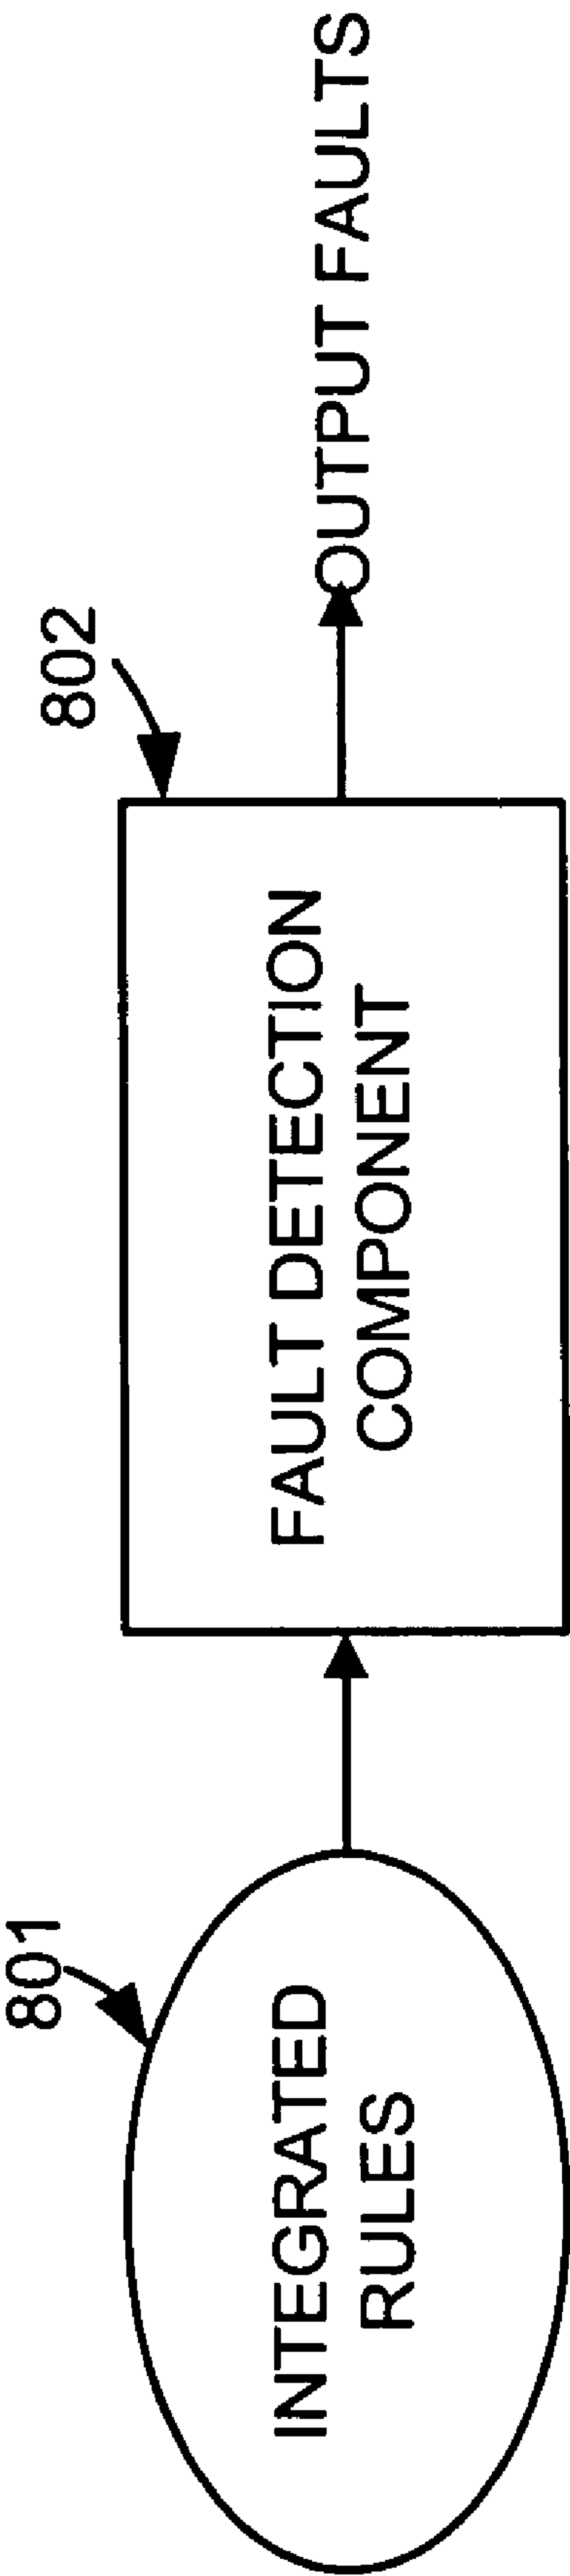 801
INTEGRATED
RULES
802
FAULT DETECTION
COMPONENT
OUTPUT FAULTS